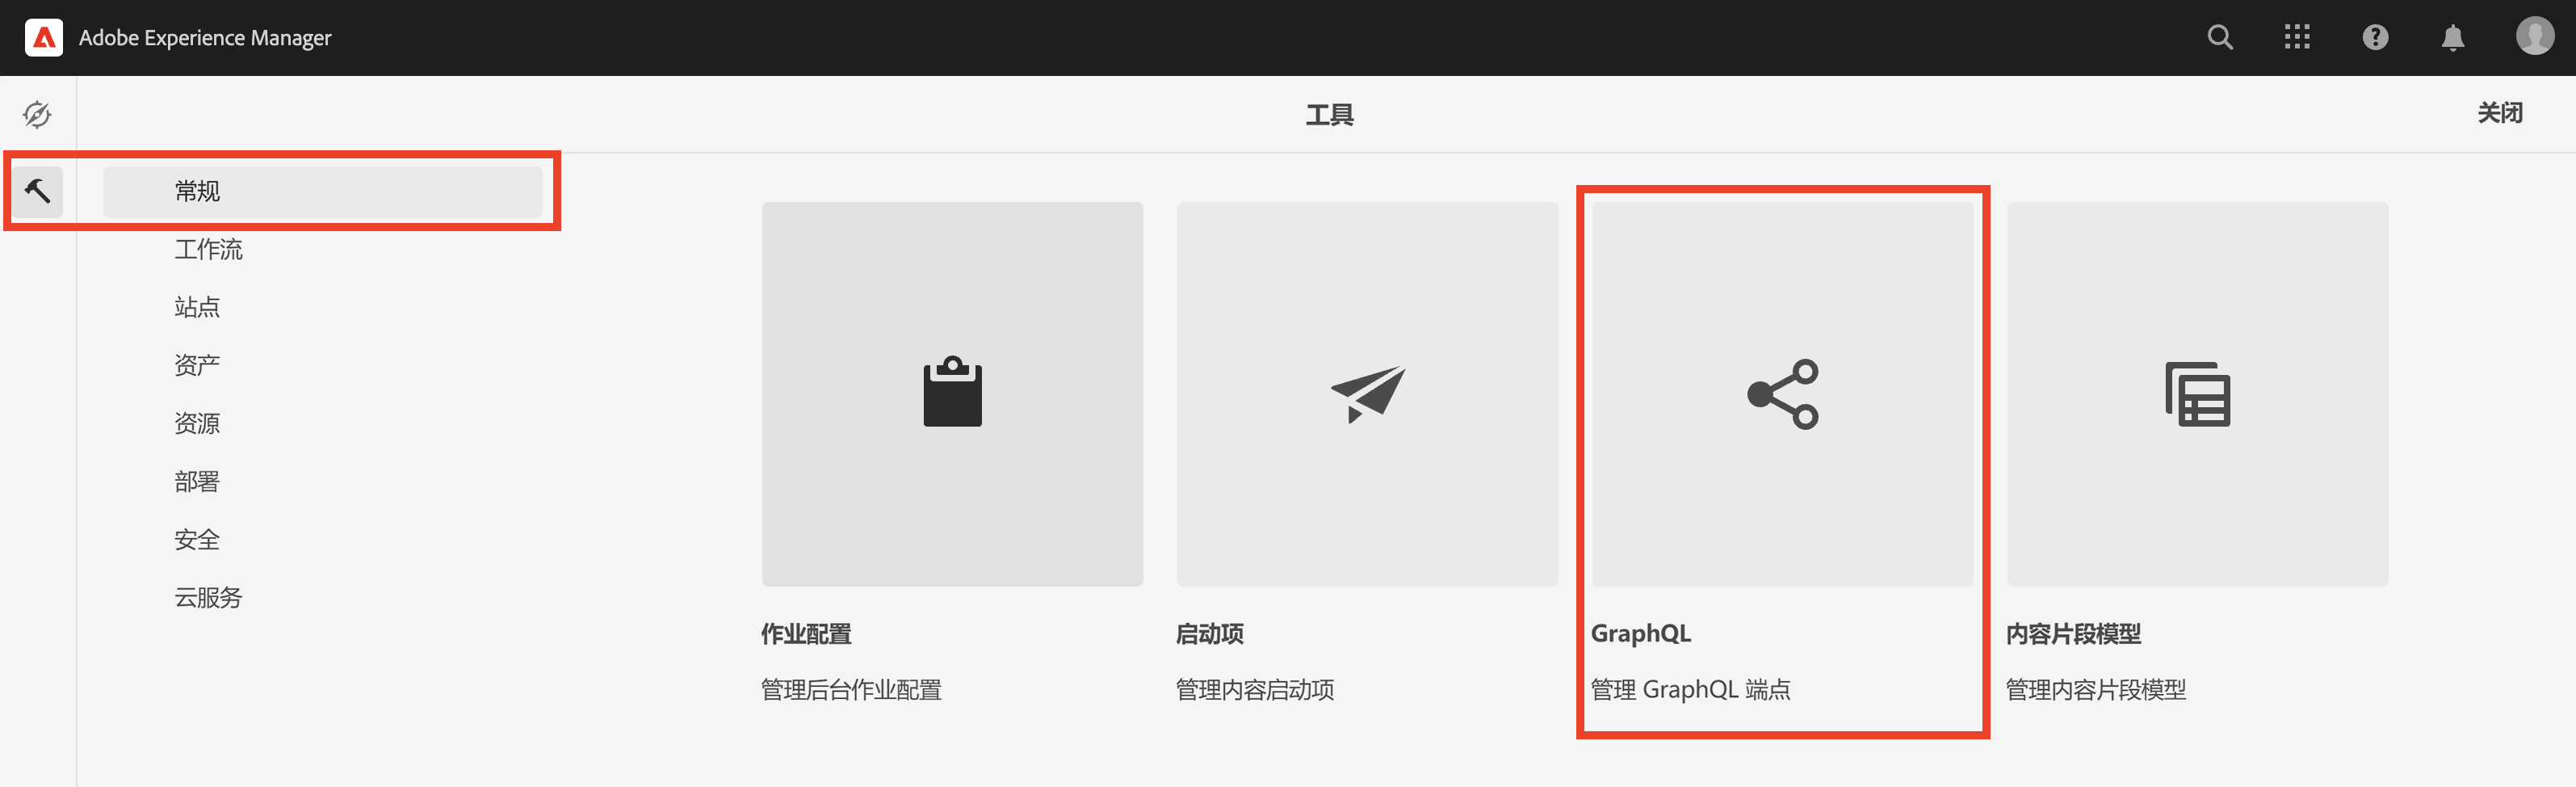 Adobe Experience Manager
工具
关闭
常规
工作流
站点
资产
资源
部署
安全
云服务
作业配置
管理后台作业配置
启动项
管理内容启动项
GraphQL
管理 GraphQL 端点
内容片段模型
管理内容片段模型